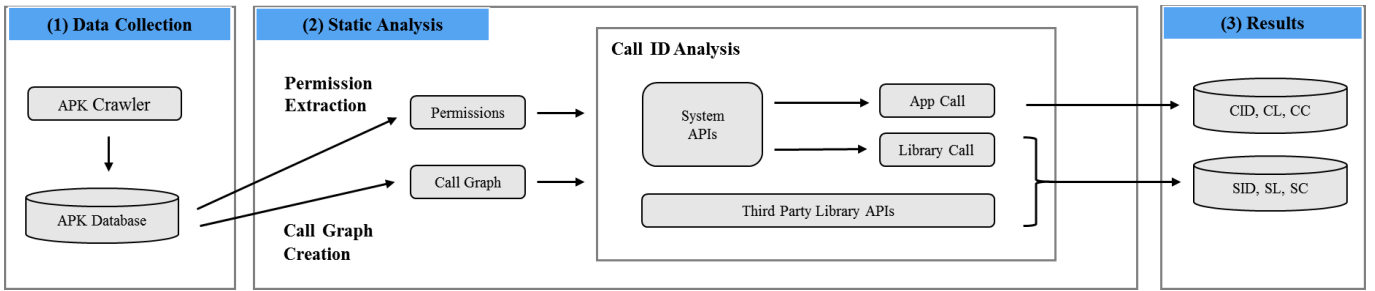 (1) Data Collection
APK Crawler
APK Database
(2) Static Analysis
Permission
Extraction
Call Graph
Creation
Permissions
Call Graph
Call ID Analysis
System
APIs
App Call
Library Call
Third Party Library APIs
(3) Results
CID, CL, CC
SID, SL, SC